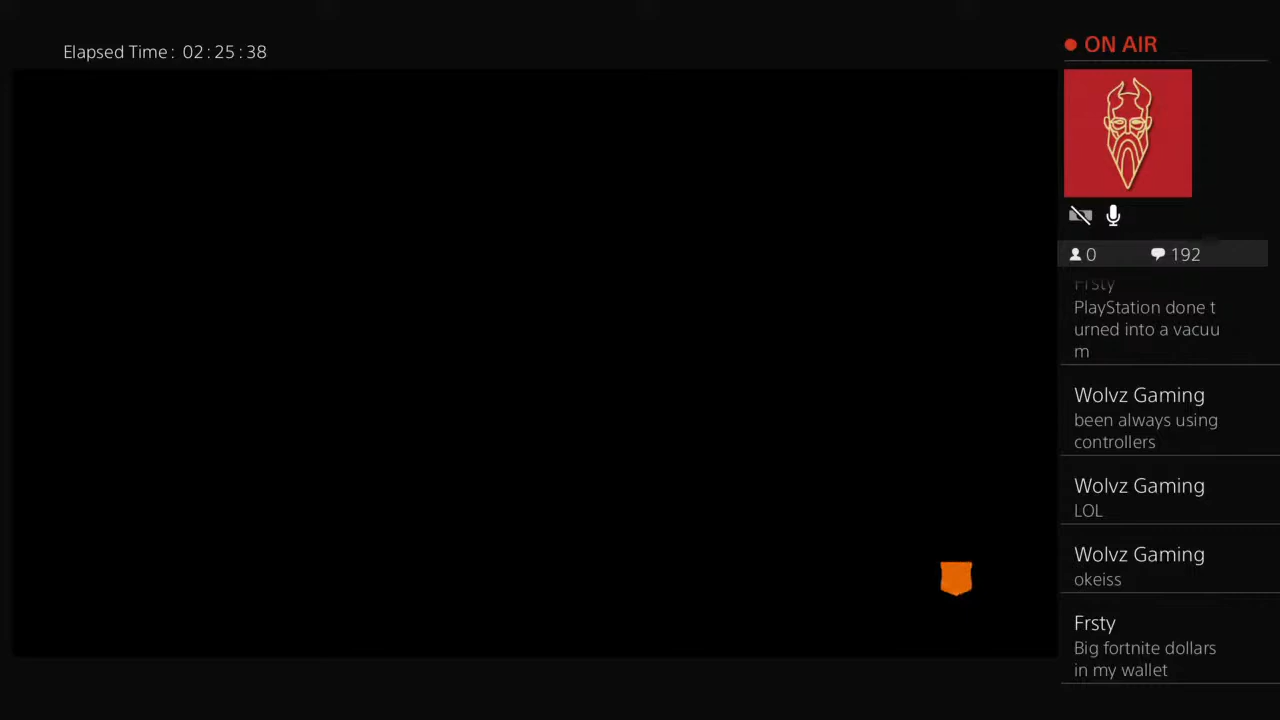 Elapsed Time: 02:25:38
ON AIR
0 192
Frsty
PlayStation done t
urned into a vacuu
m
Wolvz Gaming
been always using
controllers
Wolvz Gaming
LOL
Wolvz Gaming
okeiss
Frsty
Big fortnite dollars
in my wallet